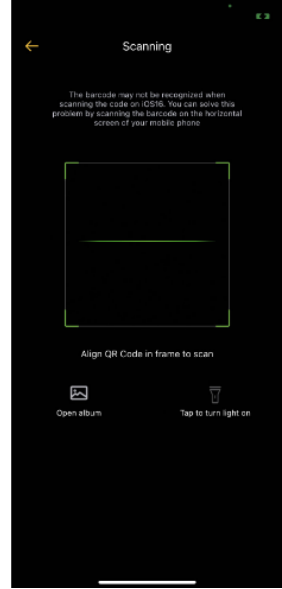 Scanning
The barcode may not be recognized when
scanning the code on iOS16. You can solve this
problem by scanning the barcode on the horizontal
screen of your mobile phone
Align QR Code in frame to scan
Open album
Tap to turn light on